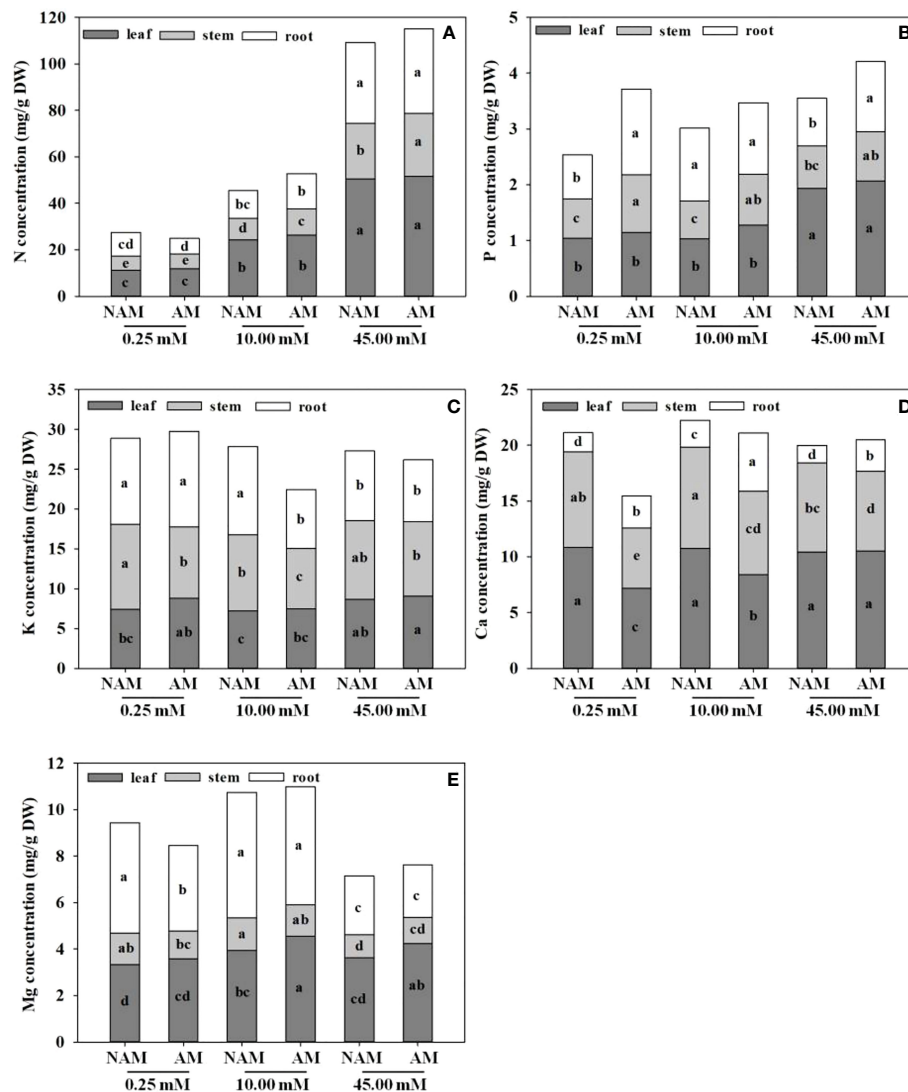 120
100
80
60
40
20
0
N concentration (mg/g DW)
leaf stem root
A
cd d bc b a a
e e d c b a
c c b b a a
NAM AM NAM AM NAM AM
0.25 mM 10.00 mM 45.00 mM
5
4
3
2
1
0
P concentration (mg/g DW)
leaf stem root
B
b a a a b a
c a c ab bc ab
b b b b a a
NAM AM NAM AM NAM AM
0.25 mM 10.00 mM 45.00 mM
35
30
25
20
15
10
5
0
K concentration (mg/g DW)
leaf stem root
C
a a a b b b
a b b c ab b
bc ab c bc ab a
NAM AM NAM AM NAM AM
0.25 mM 10.00 mM 45.00 mM
25
20
15
10
5
0
Ca concentration (mg/g DW)
leaf stem root
D
d b c a d b
ab e a cd bc d
a c a b a a
NAM AM NAM AM NAM AM
0.25 mM 10.00 mM 45.00 mM
12
10
8
6
4
2
0
Mg concentration (mg/g DW)
leaf stem root
E
a b a a c c
ab bc a ab d cd
d cd bc a cd ab
NAM AM NAM AM NAM AM
0.25 mM 10.00 mM 45.00 mM